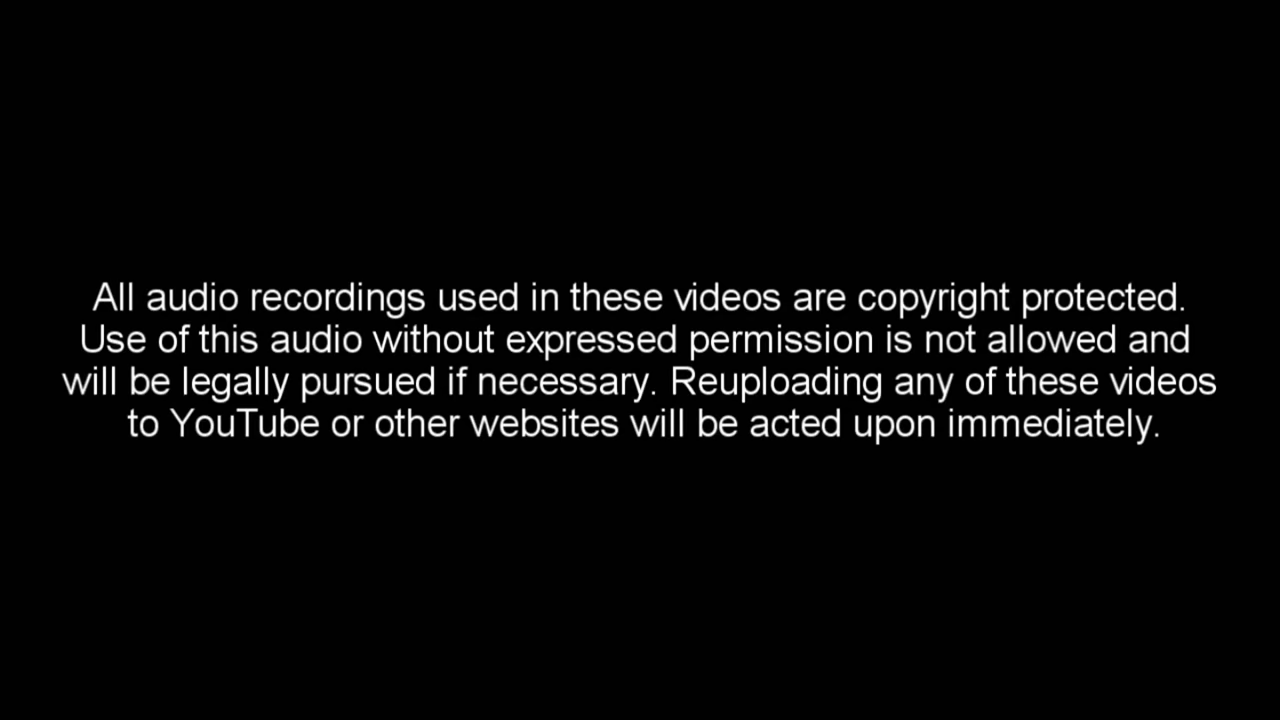 All audio recordings used in these videos are copyright protected.
Use of this audio without expressed permission is not allowed and
will be legally pursued if necessary. Reuploading any of these videos
to YouTube or other websites will be acted upon immediately.